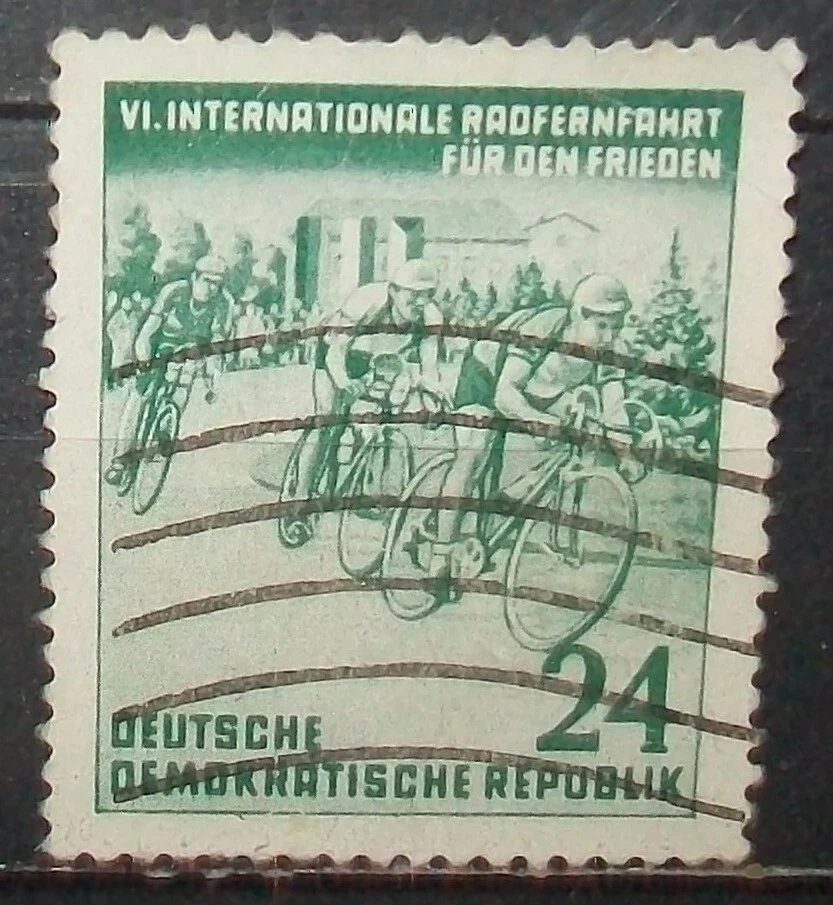 VI. INTERNATIONALE RADFERNFAHRT
FÜR DEN FRIEDEN
24
DEUTSCHE
DEMOKRATISCHE REPUBLIK